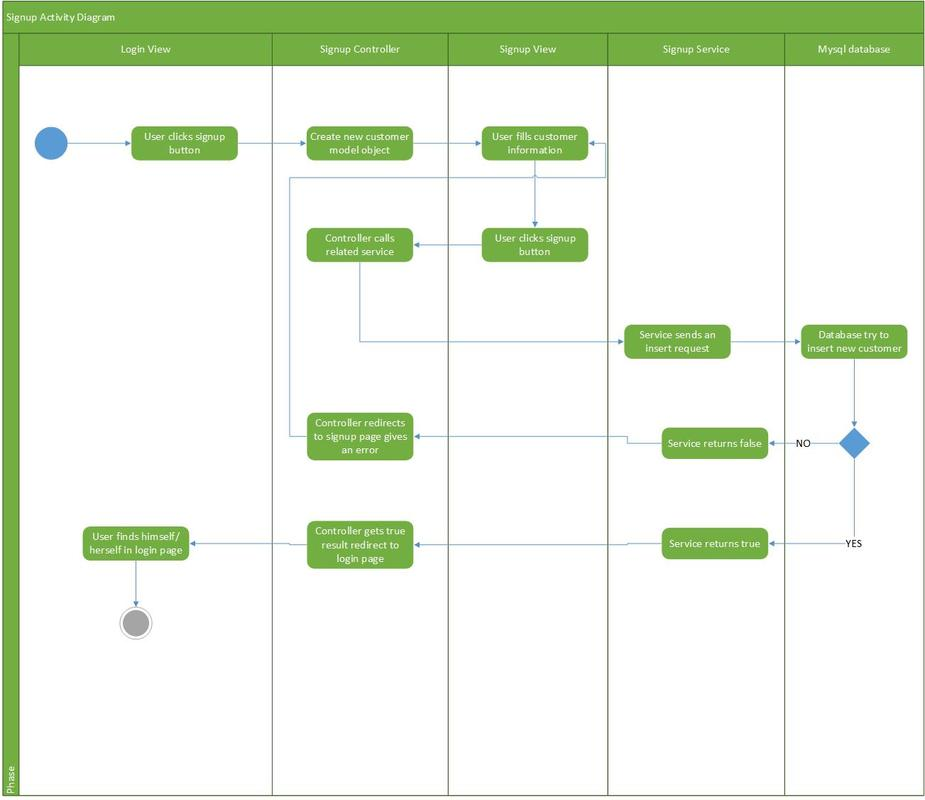 Signup Activity Diagram
Login View
Signup Controller
Signup View
Signup Service
Mysql database
User clicks signup
button
Create new customer
model object
User fills customer
information
Controller calls
related service
User clicks signup
button
Service sends an
insert request
Database try to
insert new customer
Controller redirects
to signup page gives
an error
Service returns false
NO
User finds himself/
herself in login page
Controller gets true
result redirect to
login page
Service returns true
YES
Phase